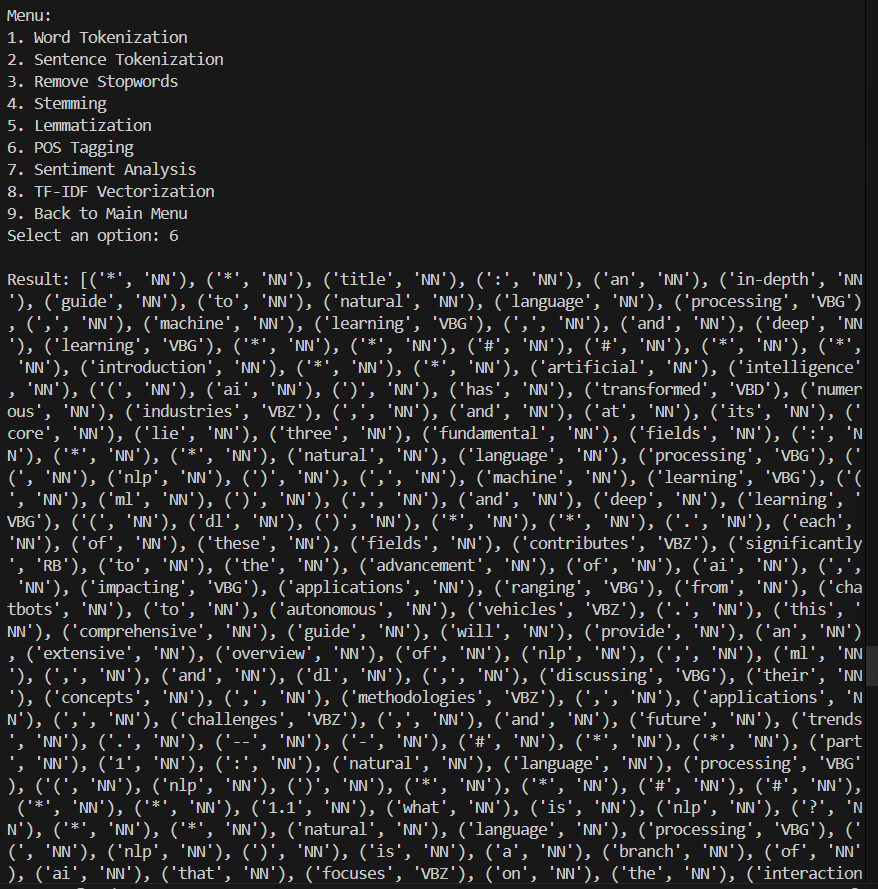 Menu:
1. Word Tokenization
2. Sentence Tokenization
3. Remove Stopwords
4. Stemming
5. Lemmatization
6. POS Tagging
7. Sentiment Analysis
8. TF-IDF Vectorization
9. Back to Main Menu
Select an option: 6

Result: [('*', 'NN'), ('*', 'NN'), ('title', 'NN'), (':', 'NN'), ('an', 'NN'), ('in-depth', 'NN
'), ('guide', 'NN'), ('to', 'NN'), ('natural', 'NN'), ('language', 'NN'), ('processing', 'VBG')
, (',', 'NN'), ('machine', 'NN'), ('learning', 'VBG'), (',', 'NN'), ('and', 'NN'), ('deep', 'NN
'), ('learning', 'VBG'), ('*', 'NN'), ('*', 'NN'), ('#', 'NN'), ('#', 'NN'), ('*', 'NN'), ('*',
 'NN'), ('introduction', 'NN'), ('*', 'NN'), ('*', 'NN'), ('artificial', 'NN'), ('intelligence'
, 'NN'), ('(', 'NN'), ('ai', 'NN'), (')', 'NN'), ('has', 'NN'), ('transformed', 'VBD'), ('numer
ous', 'NN'), ('industries', 'VBZ'), (',', 'NN'), ('and', 'NN'), ('at', 'NN'), ('its', 'NN'), ('
core', 'NN'), ('lie', 'NN'), ('three', 'NN'), ('fundamental', 'NN'), ('fields', 'NN'), (':', 'N
N'), ('*', 'NN'), ('*', 'NN'), ('natural', 'NN'), ('language', 'NN'), ('processing', 'VBG'), ('
(', 'NN'), ('nlp', 'NN'), (')', 'NN'), (',', 'NN'), ('machine', 'NN'), ('learning', 'VBG'), ('(
', 'NN'), ('ml', 'NN'), (')', 'NN'), (',', 'NN'), ('and', 'NN'), ('deep', 'NN'), ('learning', '
VBG'), ('(', 'NN'), ('dl', 'NN'), (')', 'NN'), ('*', 'NN'), ('*', 'NN'), ('.', 'NN'), ('each',
'NN'), ('of', 'NN'), ('these', 'NN'), ('fields', 'NN'), ('contributes', 'VBZ'), ('significantly
', 'RB'), ('to', 'NN'), ('the', 'NN'), ('advancement', 'NN'), ('of', 'NN'), ('ai', 'NN'), (',',
 'NN'), ('impacting', 'VBG'), ('applications', 'NN'), ('ranging', 'VBG'), ('from', 'NN'), ('cha
tbots', 'NN'), ('to', 'NN'), ('autonomous', 'NN'), ('vehicles', 'VBZ'), ('.', 'NN'), ('this', '
NN'), ('comprehensive', 'NN'), ('guide', 'NN'), ('will', 'NN'), ('provide', 'NN'), ('an', 'NN')
, ('extensive', 'NN'), ('overview', 'NN'), ('of', 'NN'), ('nlp', 'NN'), (',', 'NN'), ('ml', 'NN
'), (',', 'NN'), ('and', 'NN'), ('dl', 'NN'), (',', 'NN'), ('discussing', 'VBG'), ('their', 'NN
'), ('concepts', 'NN'), (',', 'NN'), ('methodologies', 'VBZ'), (',', 'NN'), ('applications', 'N
N'), (',', 'NN'), ('challenges', 'VBZ'), (',', 'NN'), ('and', 'NN'), ('future', 'NN'), ('trends
', 'NN'), ('.', 'NN'), ('--', 'NN'), ('-', 'NN'), ('#', 'NN'), ('*', 'NN'), ('*', 'NN'), ('part
', 'NN'), ('1', 'NN'), (':', 'NN'), ('natural', 'NN'), ('language', 'NN'), ('processing', 'VBG'
), ('(', 'NN'), ('nlp', 'NN'), (')', 'NN'), ('*', 'NN'), ('*', 'NN'), ('#', 'NN'), ('#', 'NN'),
 ('*', 'NN'), ('*', 'NN'), ('1.1', 'NN'), ('what', 'NN'), ('is', 'NN'), ('nlp', 'NN'), ('?', 'N
N'), ('*', 'NN'), ('*', 'NN'), ('natural', 'NN'), ('language', 'NN'), ('processing', 'VBG'), ('
(', 'NN'), ('nlp', 'NN'), (')', 'NN'), ('is', 'NN'), ('a', 'NN'), ('branch', 'NN'), ('of', 'NN'
), ('ai', 'NN'), ('that', 'NN'), ('focuses', 'VBZ'), ('on', 'NN'), ('the', 'NN'), ('interaction